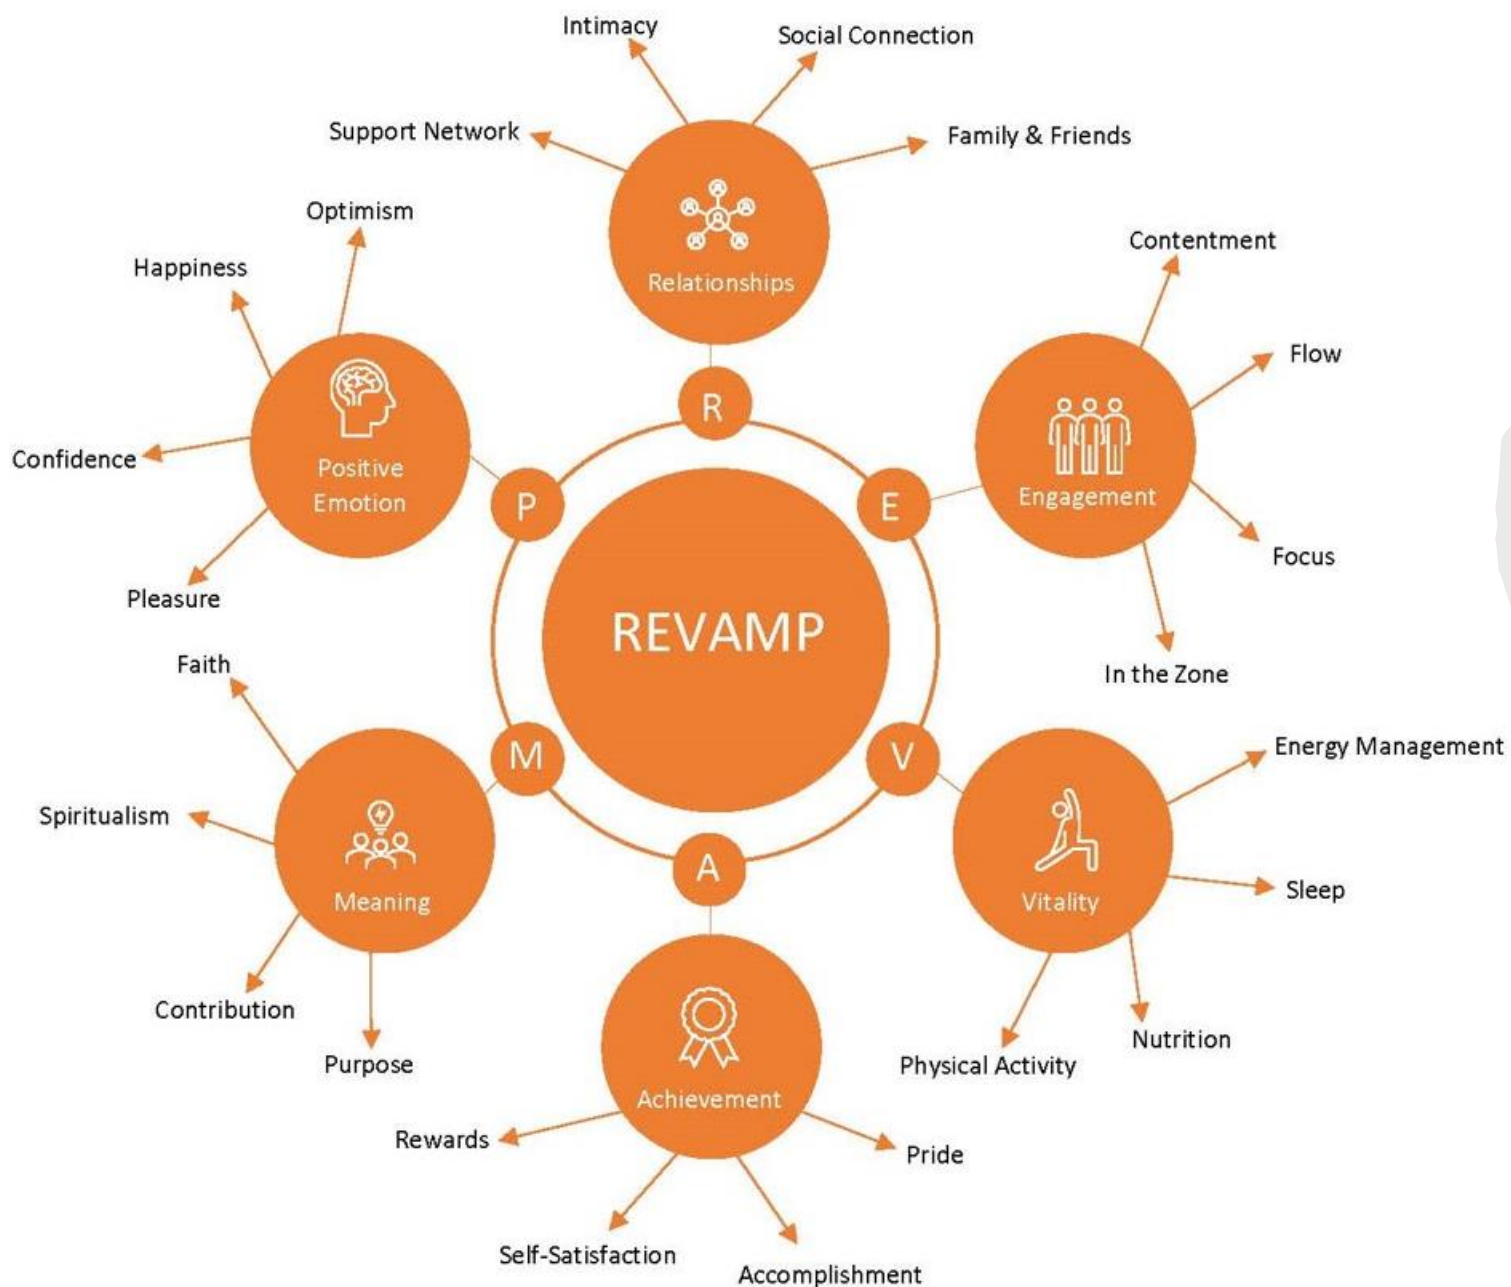 REVAMP
R
Relationships
Support Network
Intimacy
Social Connection
Family & Friends
E
Engagement
Contentment
Flow
Focus
In the Zone
V
Vitality
Energy Management
Sleep
Nutrition
Physical Activity
A
Achievement
Pride
Accomplishment
Self-Satisfaction
Rewards
M
Meaning
Purpose
Contribution
Spiritualism
Faith
P
Positive
Emotion
Pleasure
Confidence
Happiness
Optimism